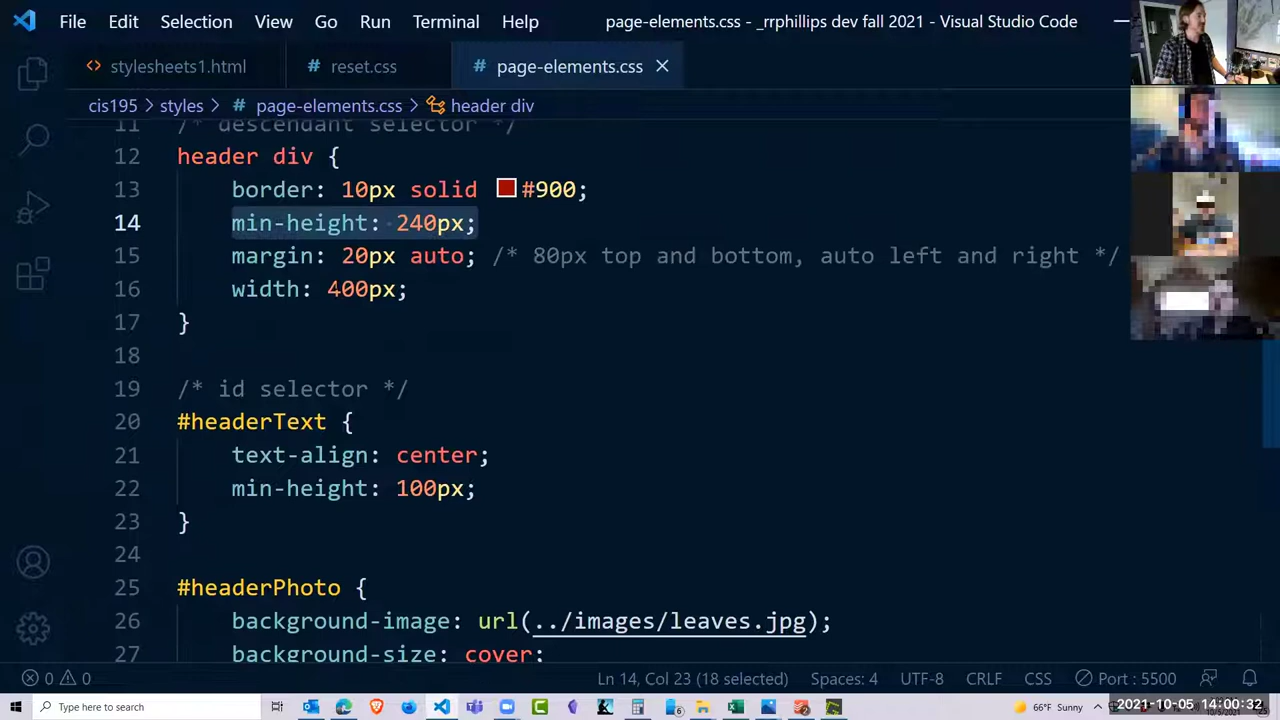 File Edit Selection View Go Run Terminal Help page-elements.css - _rrphillips dev fall 2021 - Visual Studio Code
<> stylesheets1.html # reset.css # page-elements.css ×
cis195 > styles > # page-elements.css > header div
11 /* descendant selector */
12 header div {
13 border: 10px solid #900;
14 min-height: 240px;
15 margin: 20px auto; /* 80px top and bottom, auto left and right */
16 width: 400px;
17 }
18
19 /* id selector */
20 #headerText {
21 text-align: center;
22 min-height: 100px;
23 }
24
25 #headerPhoto {
26 background-image: url(../images/leaves.jpg);
27 background-size: cover;
0 0 Ln 14, Col 23 (18 selected) Spaces: 4 UTF-8 CRLF CSS Port : 5500
Type here to search 66°F Sunny 2021-10-05 14:00:32